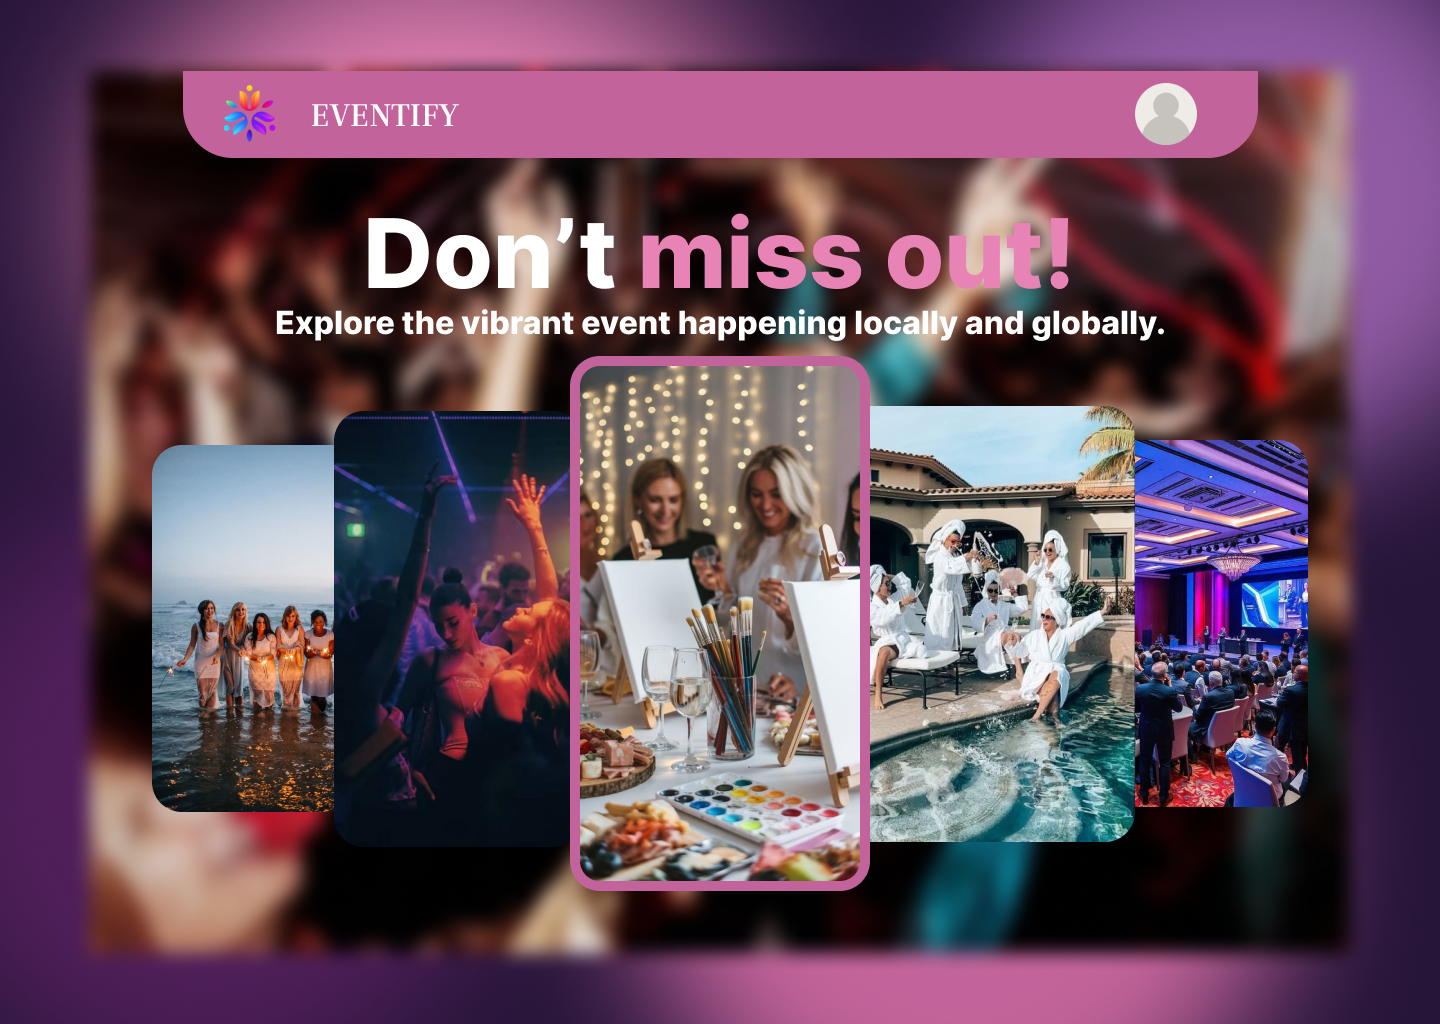 EVENTIFY
Don’t miss out!
Explore the vibrant event happening locally and globally.